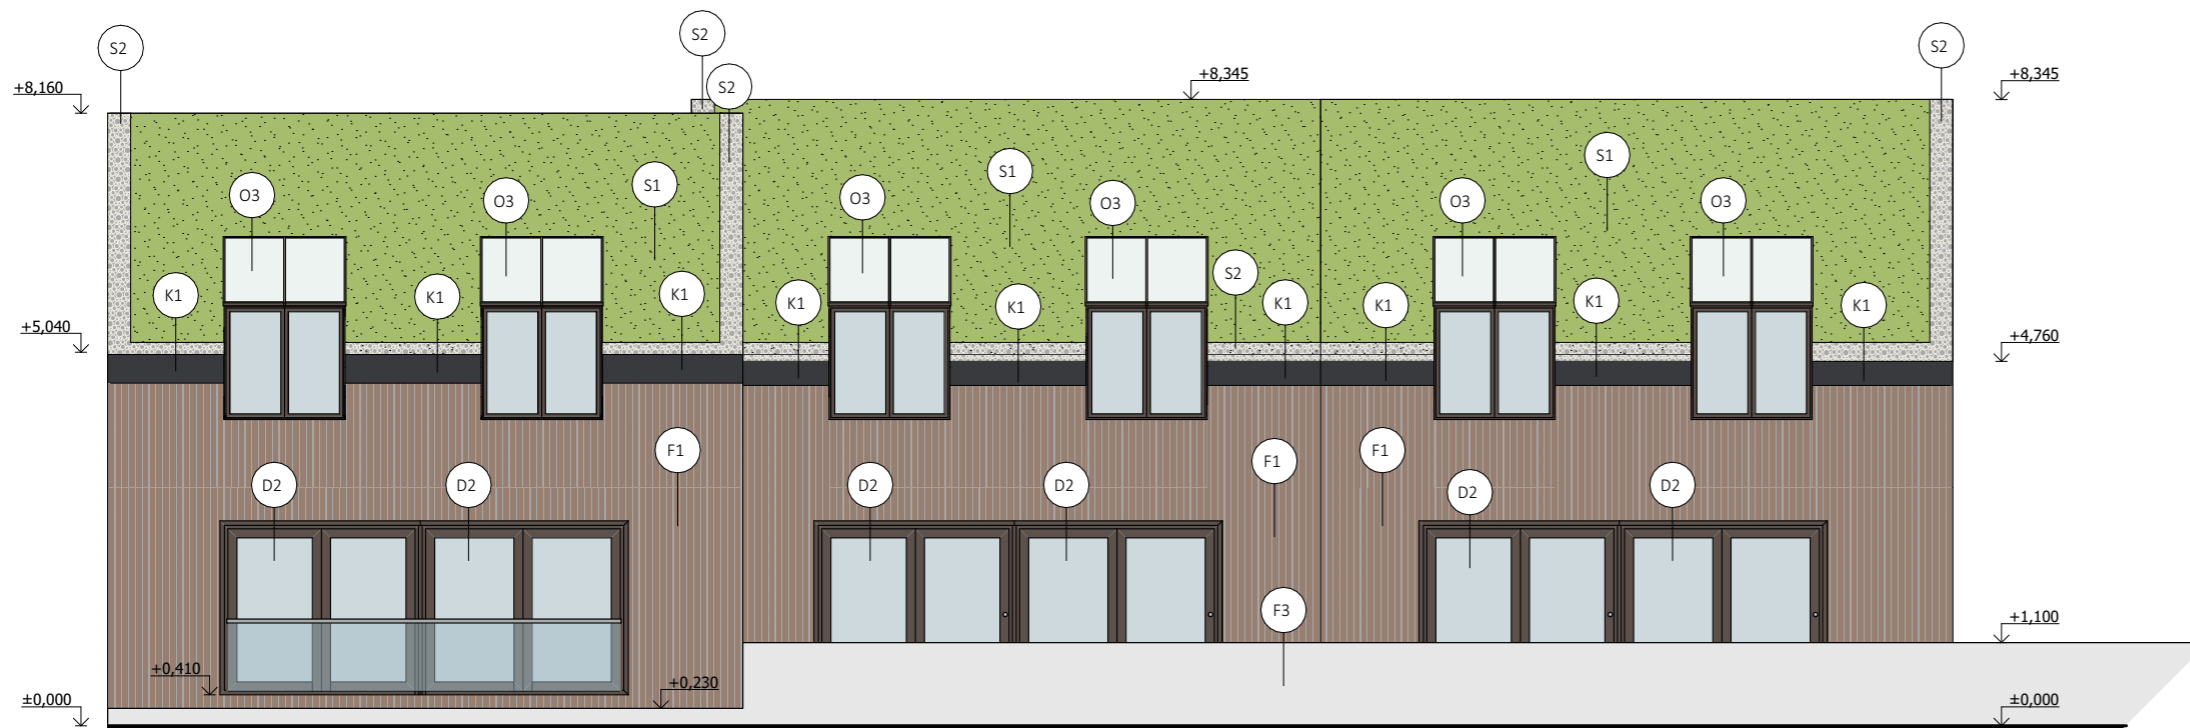 S2 S2 S2
S2
+8,160 +8,345 +8,345
S1 S1 S1
O3 O3 O3 O3 O3 O3
S2
K1 K1 K1 K1 K1 K1 K1 K1 K1
+5,040 +4,760
F1 F1 F1
D2 D2 D2 D2 D2 D2
F3
+1,100
+0,410 +0,230
±0,000 ±0,000